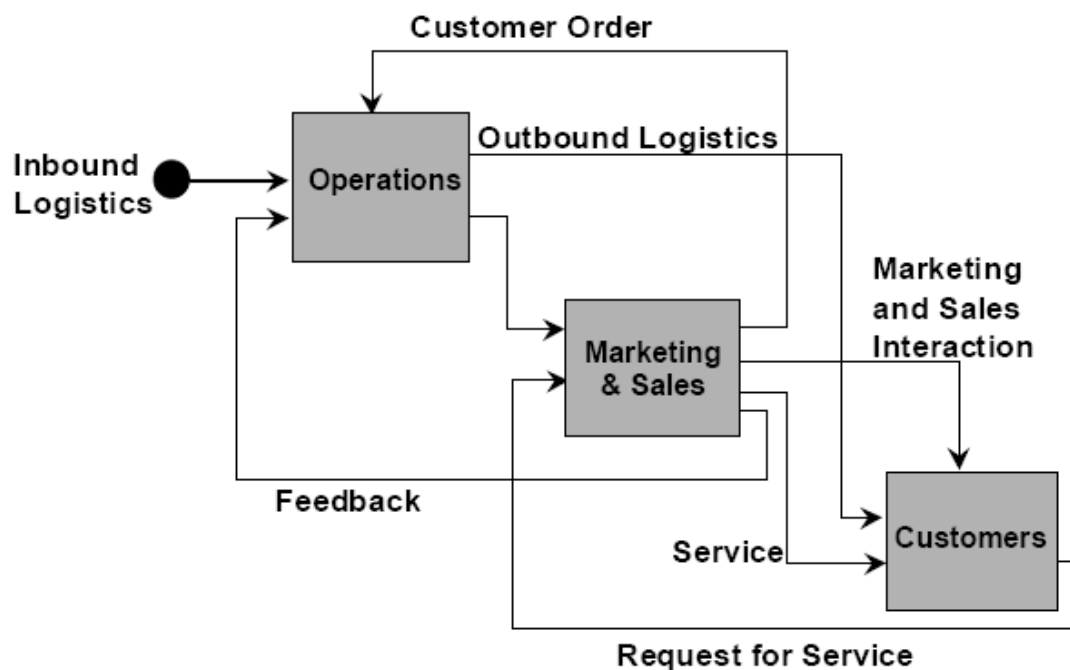 Customer Order
Outbound Logistics
Inbound
Logistics
Operations
Marketing
and Sales
Interaction
Marketing
& Sales
Feedback
Customers
Service
Request for Service